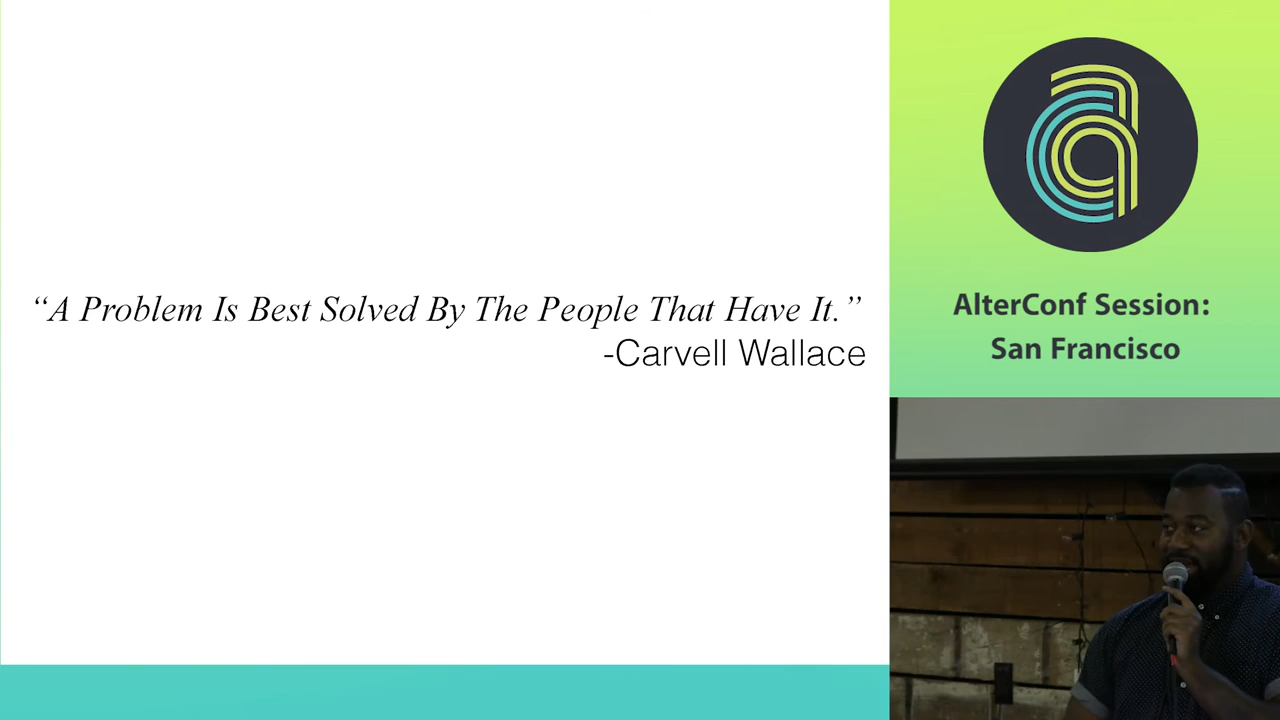 “A Problem Is Best Solved By The People That Have It.”
-Carvell Wallace
AlterConf Session:
San Francisco